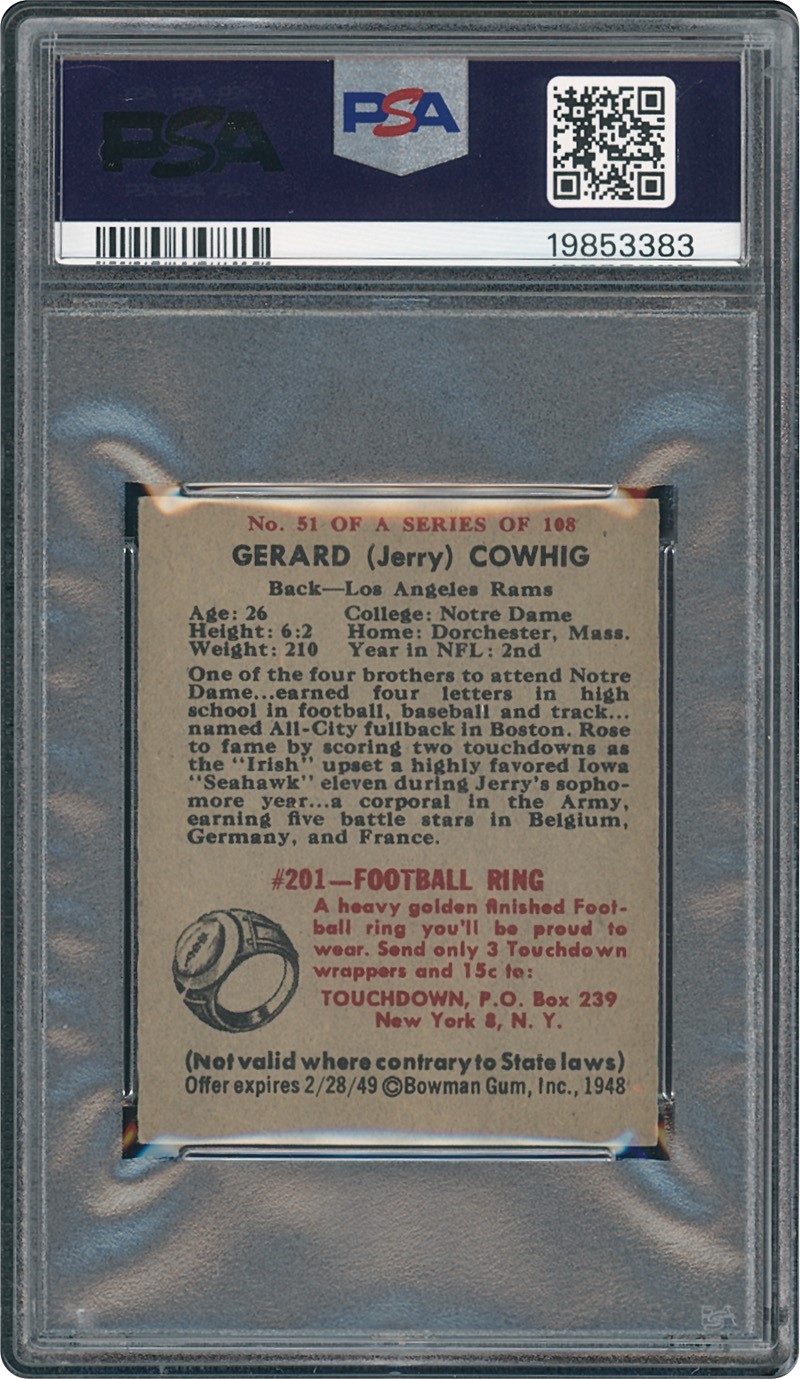 PSA PSA PSA
PSA
PSA PSA PSA
PSA
19853383
No. 51 OF A SERIES OF 108
GERARD (Jerry) COWHIG
Back—Los Angeles Rams
Age: 26 College: Notre Dame
Height: 6:2 Home: Dorchester, Mass.
Weight: 210 Year in NFL: 2nd
One of the four brothers to attend Notre
Dame...earned four letters in high
school in football, baseball and track...
named All-City fullback in Boston. Rose
to fame by scoring two touchdowns as
the "Irish" upset a highly favored Iowa
"Seahawk" eleven during Jerry's sopho-
more year...a corporal in the Army,
earning five battle stars in Belgium,
Germany, and France.
#201—FOOTBALL RING
A heavy golden finished Foot-
ball ring you'll be proud to
wear. Send only 3 Touchdown
wrappers and 15c to:
TOUCHDOWN, P.O. Box 239
New York 8, N. Y.
(Not valid where contrary to State laws)
Offer expires 2/28/49 ©Bowman Gum, Inc., 1948
PSA